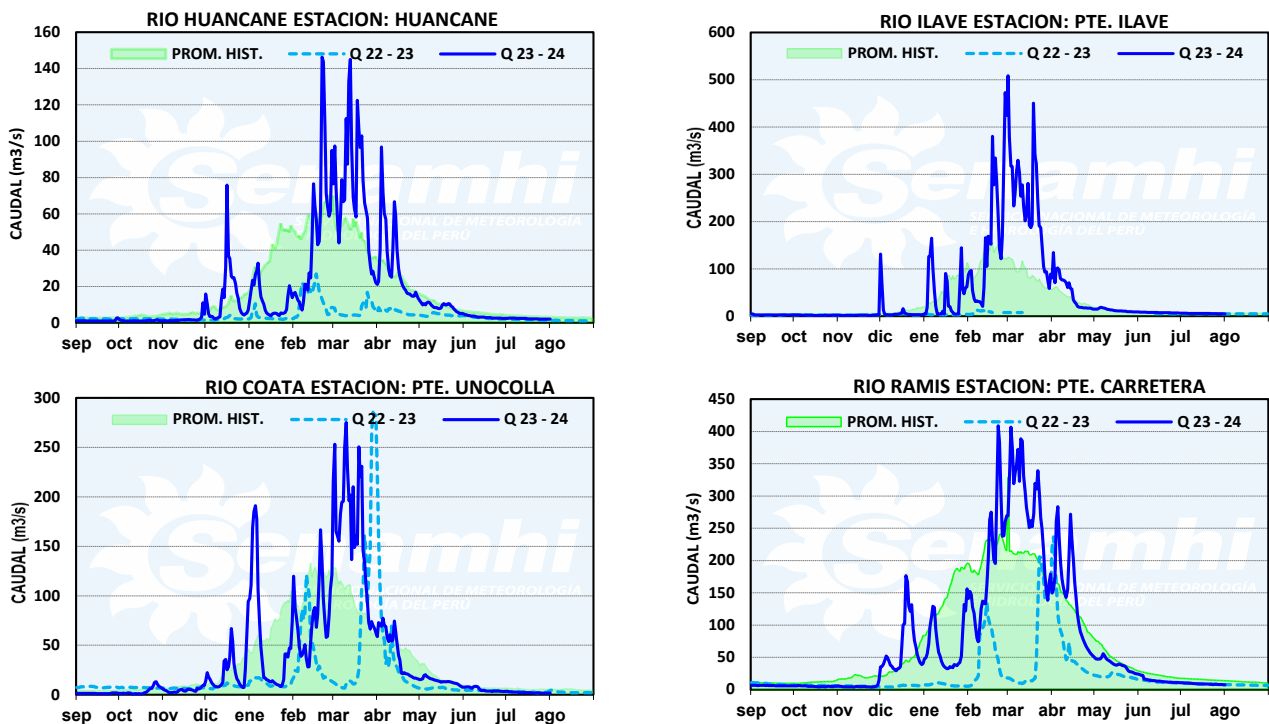 RIO HUANCANE ESTACION: HUANCANE
PROM. HIST. Q 22 - 23 Q 23 - 24
CAUDAL (m3/s)
160
140
120
100
80
60
40
20
0
sep oct nov dic ene feb mar abr may jun jul ago
RIO ILAVE ESTACION: PTE. ILAVE
PROM. HIST. Q 22 - 23 Q 23 - 24
CAUDAL (m3/s)
600
500
400
300
200
100
0
sep oct nov dic ene feb mar abr may jun jul ago
RIO COATA ESTACION: PTE. UNOCOLLA
PROM. HIST. Q 22 - 23 Q 23 - 24
CAUDAL (m3/s)
300
250
200
150
100
50
0
sep oct nov dic ene feb mar abr may jun jul ago
RIO RAMIS ESTACION: PTE. CARRETERA
PROM. HIST. Q 22 - 23 Q 23 - 24
CAUDAL (m3/s)
450
400
350
300
250
200
150
100
50
0
sep oct nov dic ene feb mar abr may jun jul ago